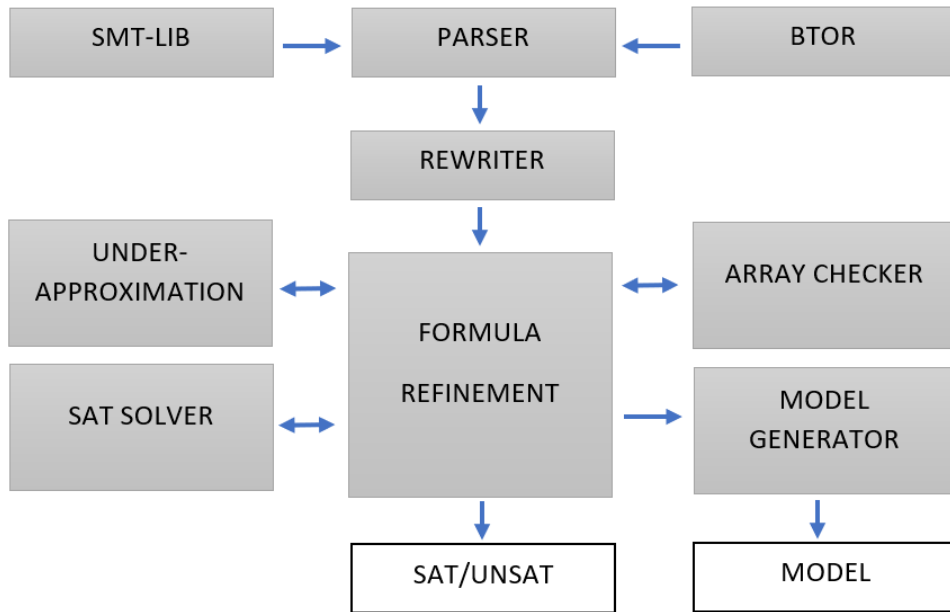 SMT-LIB
PARSER
BTOR
REWRITER
UNDER-
APPROXIMATION
ARRAY CHECKER
FORMULA
REFINEMENT
SAT SOLVER
MODEL
GENERATOR
SAT/UNSAT
MODEL